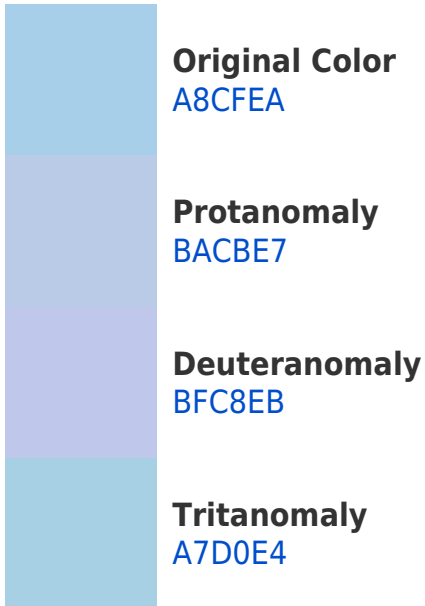 Original Color
A8CFEA
Protanomaly
BACBE7
Deuteranomaly
BFC8EB
Tritanomaly
A7D0E4